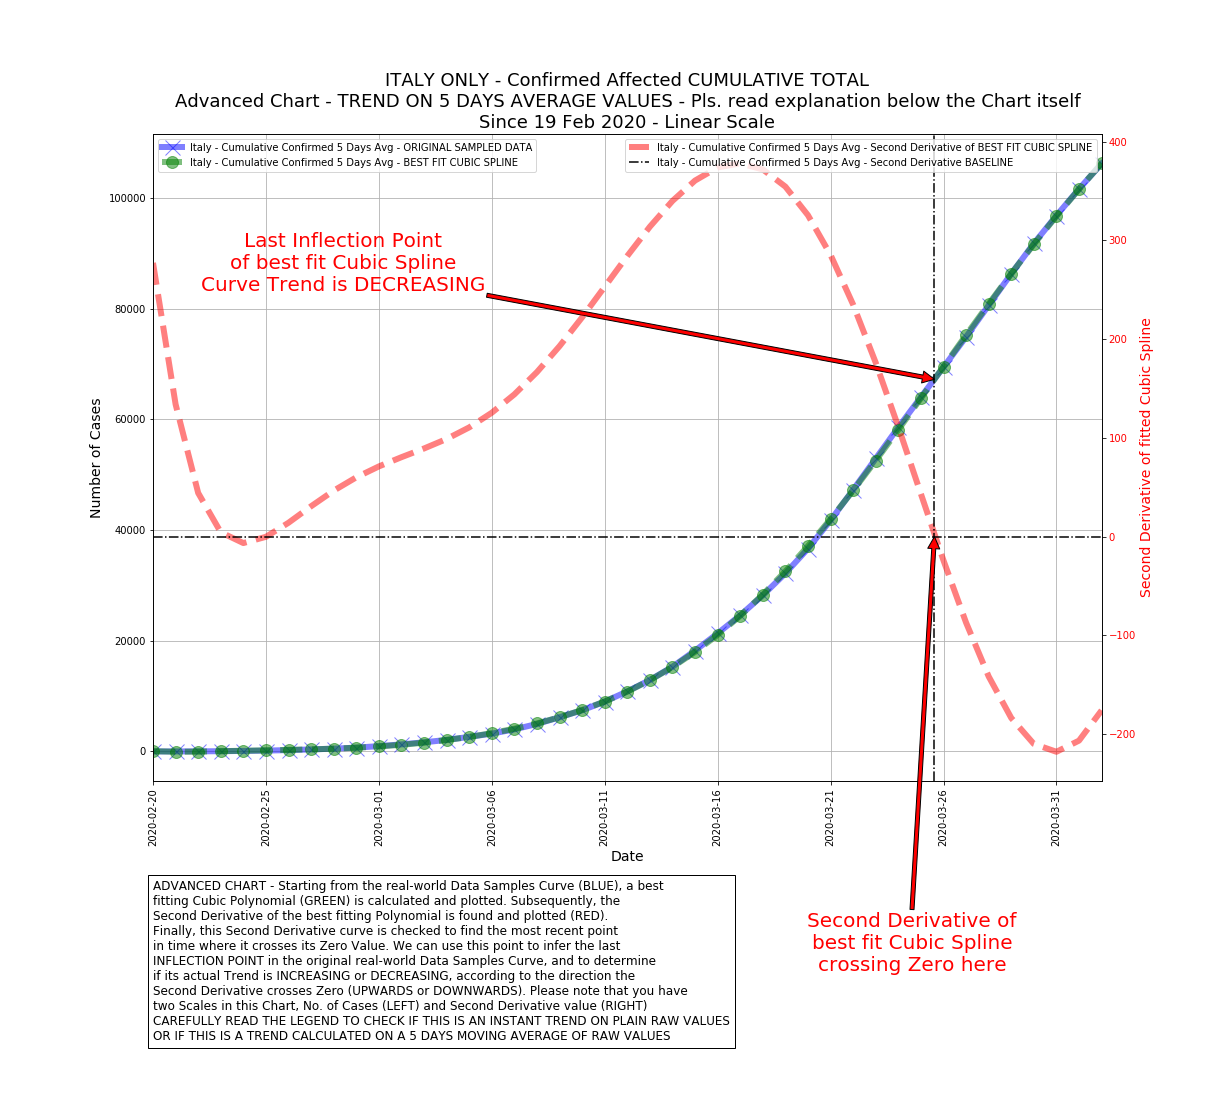 ITALY ONLY - Confirmed Affected CUMULATIVE TOTAL
Advanced Chart - TREND ON 5 DAYS AVERAGE VALUES - Pls. read explanation below the Chart itself
Since 19 Feb 2020 - Linear Scale
Italy - Cumulative Confirmed 5 Days Avg - ORIGINAL SAMPLED DATA
Italy - Cumulative Confirmed 5 Days Avg - BEST FIT CUBIC SPLINE
Italy - Cumulative Confirmed 5 Days Avg - Second Derivative of BEST FIT CUBIC SPLINE
Italy - Cumulative Confirmed 5 Days Avg - Second Derivative BASELINE
Last Inflection Point
of best fit Cubic Spline
Curve Trend is DECREASING
Number of Cases
100000
80000
60000
40000
20000
0
400
300
200
100
0
−100
−200
Second Derivative of fitted Cubic Spline
2020-02-20
2020-02-25
2020-03-01
2020-03-06
2020-03-11
2020-03-16
2020-03-21
2020-03-26
2020-03-31
Date
ADVANCED CHART - Starting from the real-world Data Samples Curve (BLUE), a best
fitting Cubic Polynomial (GREEN) is calculated and plotted. Subsequently, the
Second Derivative of the best fitting Polynomial is found and plotted (RED).
Finally, this Second Derivative curve is checked to find the most recent point
in time where it crosses its Zero Value. We can use this point to infer the last
INFLECTION POINT in the original real-world Data Samples Curve, and to determine
if its actual Trend is INCREASING or DECREASING, according to the direction the
Second Derivative crosses Zero (UPWARDS or DOWNWARDS). Please note that you have
two Scales in this Chart, No. of Cases (LEFT) and Second Derivative value (RIGHT)
CAREFULLY READ THE LEGEND TO CHECK IF THIS IS AN INSTANT TREND ON PLAIN RAW VALUES
OR IF THIS IS A TREND CALCULATED ON A 5 DAYS MOVING AVERAGE OF RAW VALUES
Second Derivative of
best fit Cubic Spline
crossing Zero here